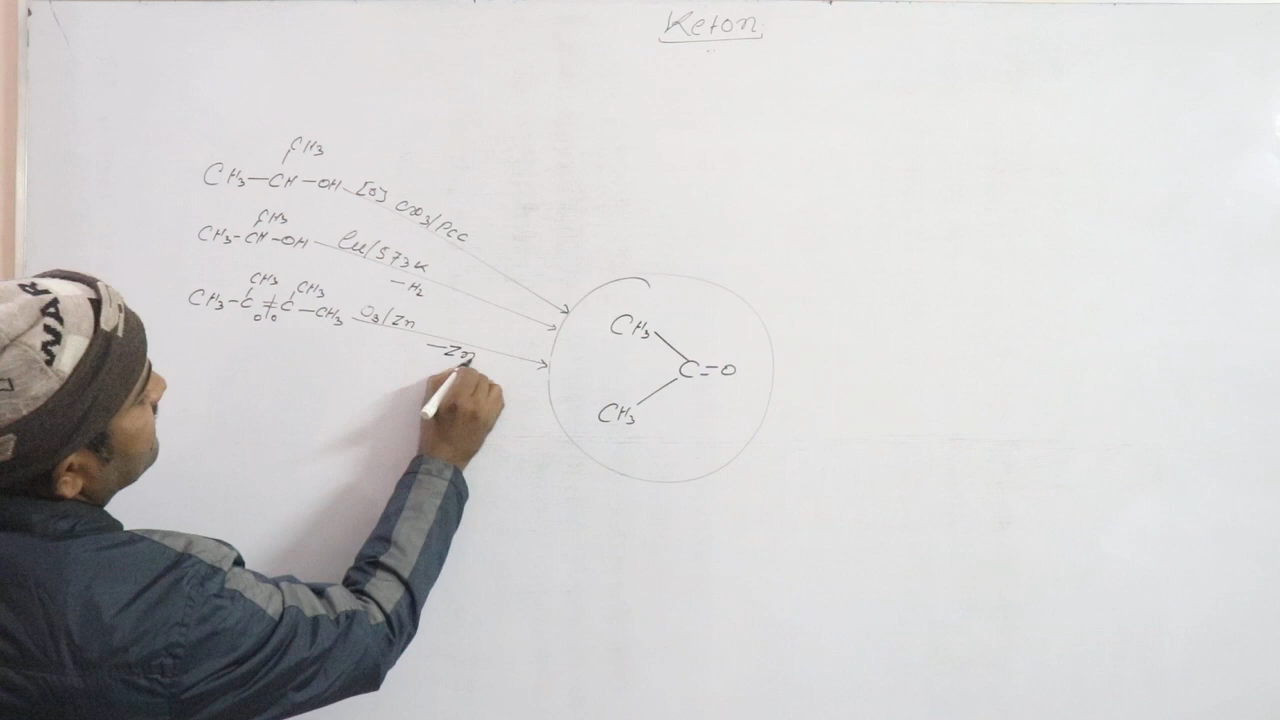 Keton
CH3
CH3—CH—OH [O] CrO3/PCC
CH3
CH3—CH—OH Cu/573K
—H2
CH3 CH3
CH3—C=C—CH3 O3/Zn
—Zn
CH3
C=O
CH3
WAR